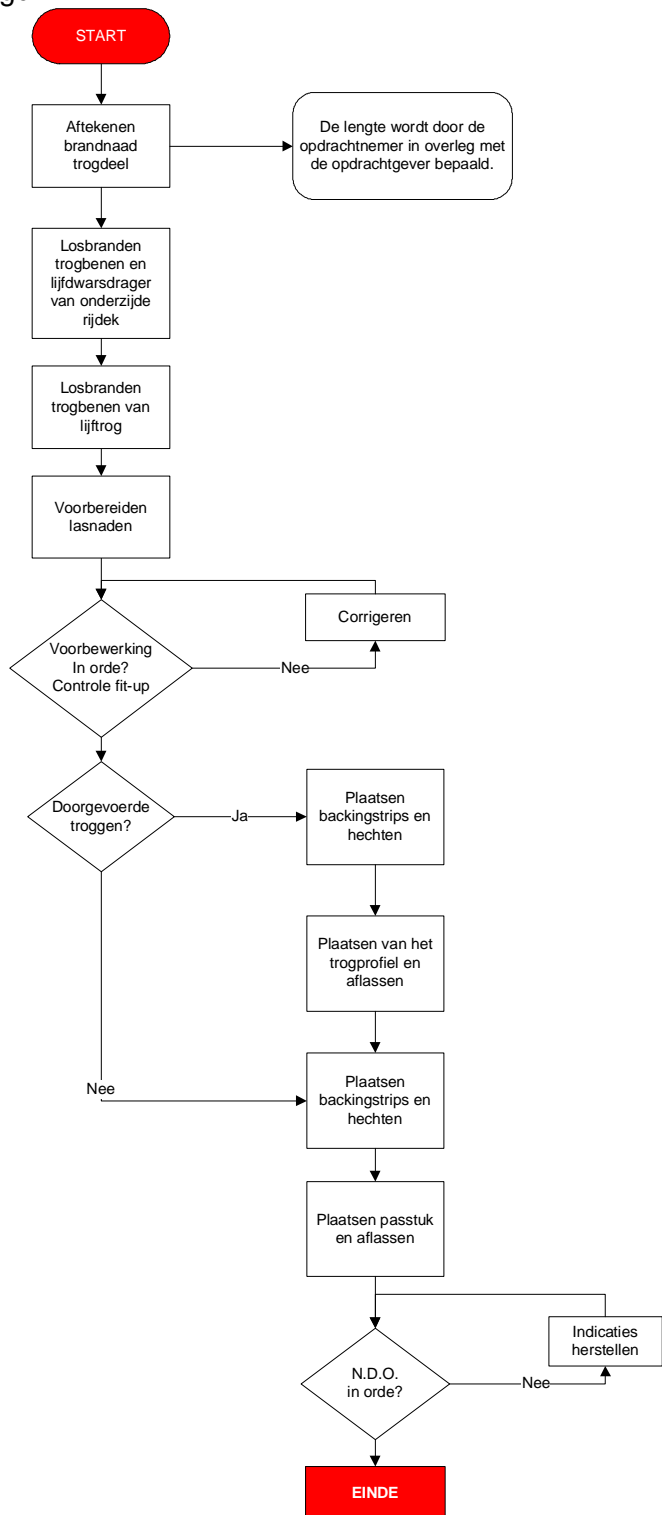 START
Aftekenen
brandnaad
trogdeel
De lengte wordt door de
opdrachtnemer in overleg met
de opdrachtgever bepaald.
Losbranden
trogbenen en
lijfdwarsdrager
van onderzijde
rijdek
Losbranden
trogbenen van
lijftrog
Voorbereiden
lasnaden
Corrigeren
Voorbewerking
In orde?
Controle fit-up
Nee
Doorgevoerde
troggen?
Ja
Plaatsen
backingstrips en
hechten
Plaatsen van het
trogprofiel en
aflassen
Nee
Plaatsen
backingstrips en
hechten
Plaatsen passtuk
en aflassen
Indicaties
herstellen
N.D.O.
in orde?
Nee
EINDE